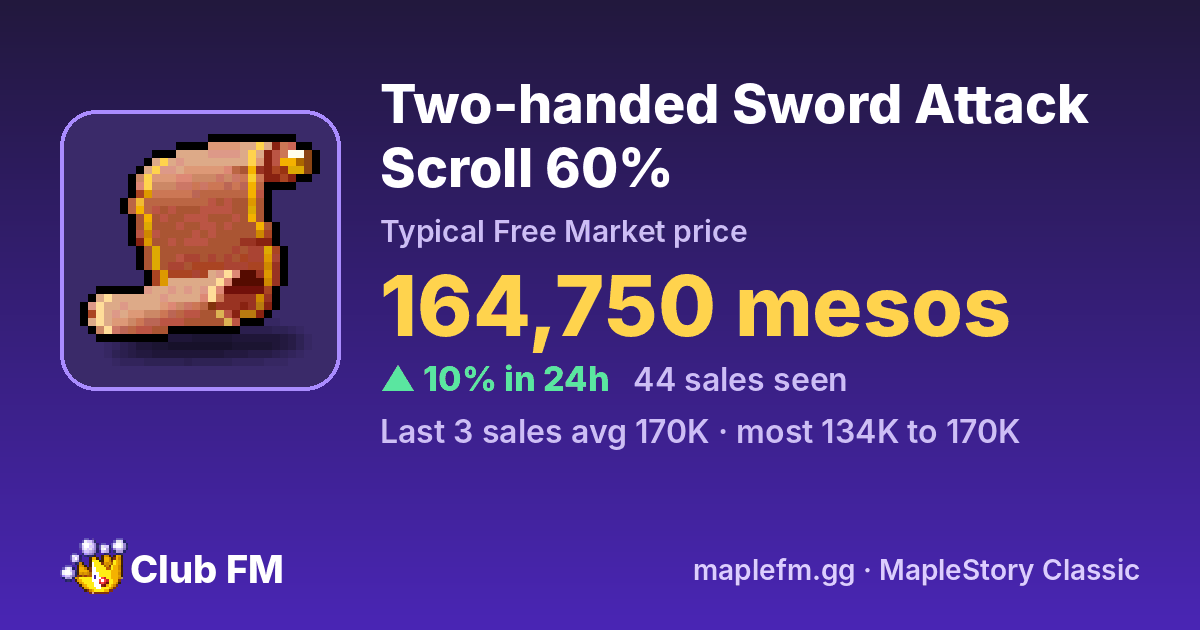 Two-handed Sword Attack
Scroll 60%
Typical Free Market price
164,750 mesos
▲ 10% in 24h 44 sales seen
Last 3 sales avg 170K · most 134K to 170K
Club FM
maplefm.gg · MapleStory Classic